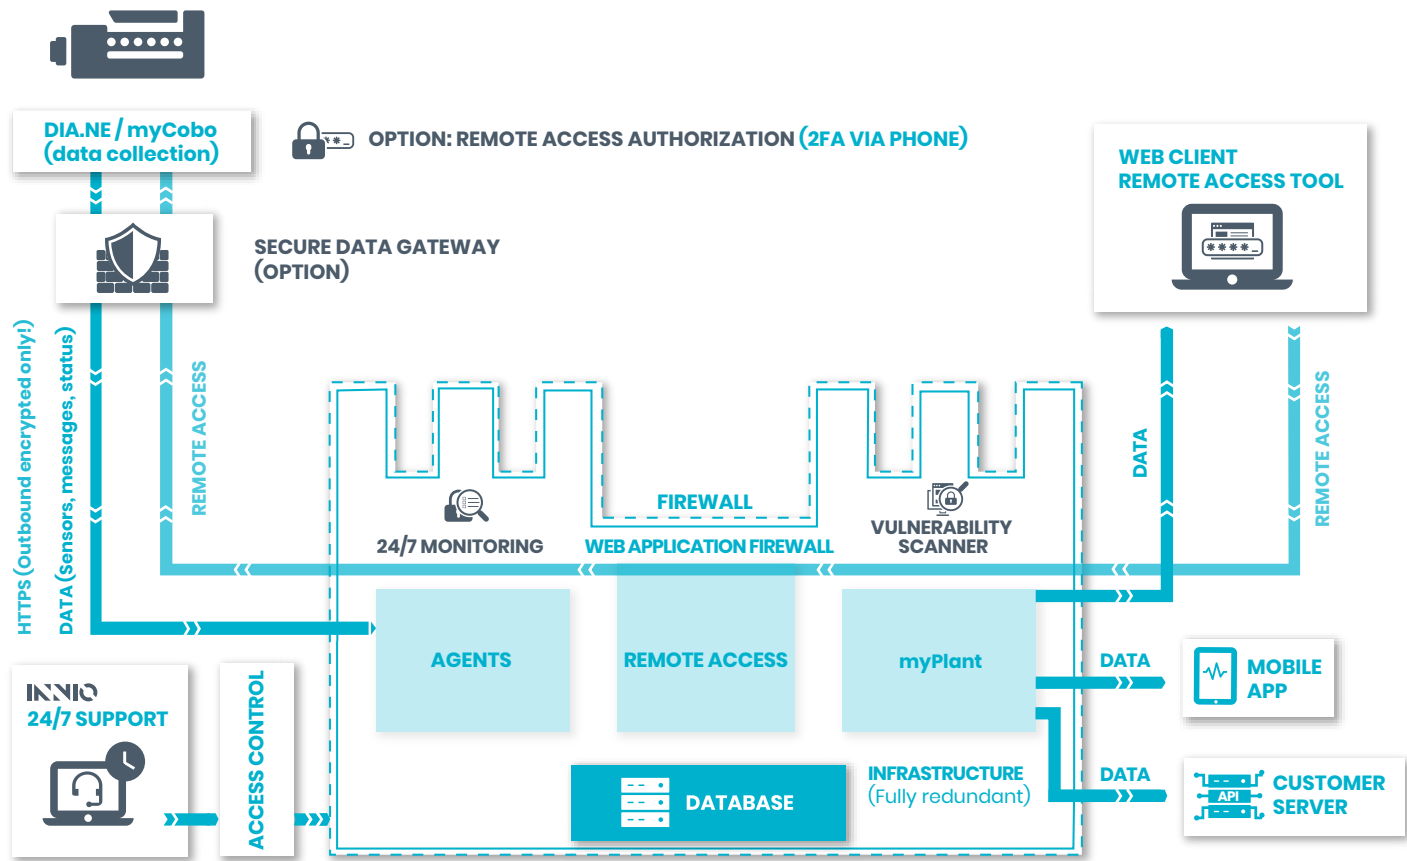 DIA.NE / myCobo
(data collection)
OPTION: REMOTE ACCESS AUTHORIZATION (2FA VIA PHONE)
WEB CLIENT
REMOTE ACCESS TOOL
SECURE DATA GATEWAY
(OPTION)
HTTPS (Outbound encrypted only!)
DATA (Sensors, messages, status)
REMOTE ACCESS
DATA
REMOTE ACCESS
FIREWALL
24/7 MONITORING
WEB APPLICATION FIREWALL
VULNERABILITY
SCANNER
AGENTS
REMOTE ACCESS
myPlant
DATA
MOBILE
APP
INNIO
24/7 SUPPORT
ACCESS CONTROL
DATABASE
INFRASTRUCTURE
(Fully redundant)
DATA
API
CUSTOMER
SERVER